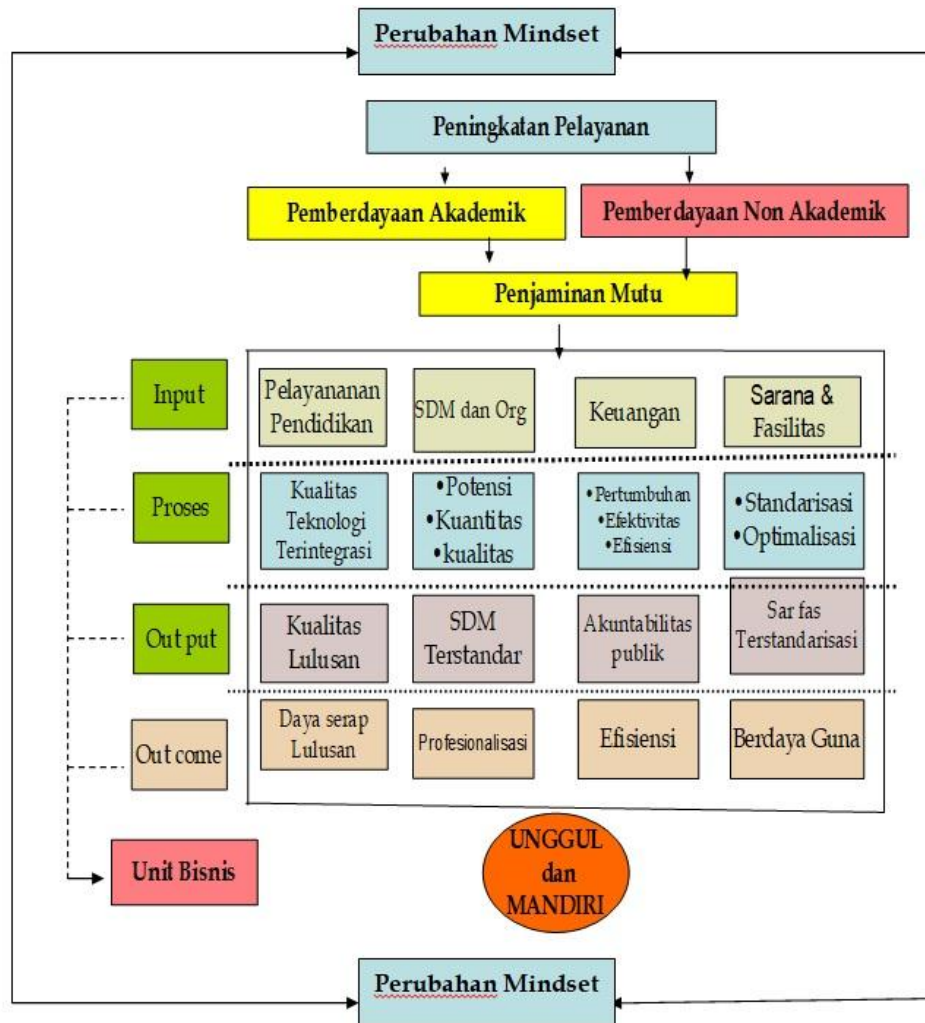 Perubahan Mindset
Peningkatan Pelayanan
Pemberdayaan Akademik
Pemberdayaan Non Akademik
Penjaminan Mutu
Input
Pelayananan
Pendidikan
SDM dan Org
Keuangan
Sarana &
Fasilitas
Proses
Kualitas
Teknologi
Terintegrasi
•Potensi
•Kuantitas
•kualitas
•Pertumbuhan
•Efektivitas
•Efisiensi
•Standarisasi
•Optimalisasi
Out put
Kualitas
Lulusan
SDM
Terstandar
Akuntabilitas
publik
Sar fas
Terstandarisasi
Out come
Daya serap
Lulusan
Profesionalisasi
Efisiensi
Berdaya Guna
Unit Bisnis
UNGGUL
dan
MANDIRI
Perubahan Mindset